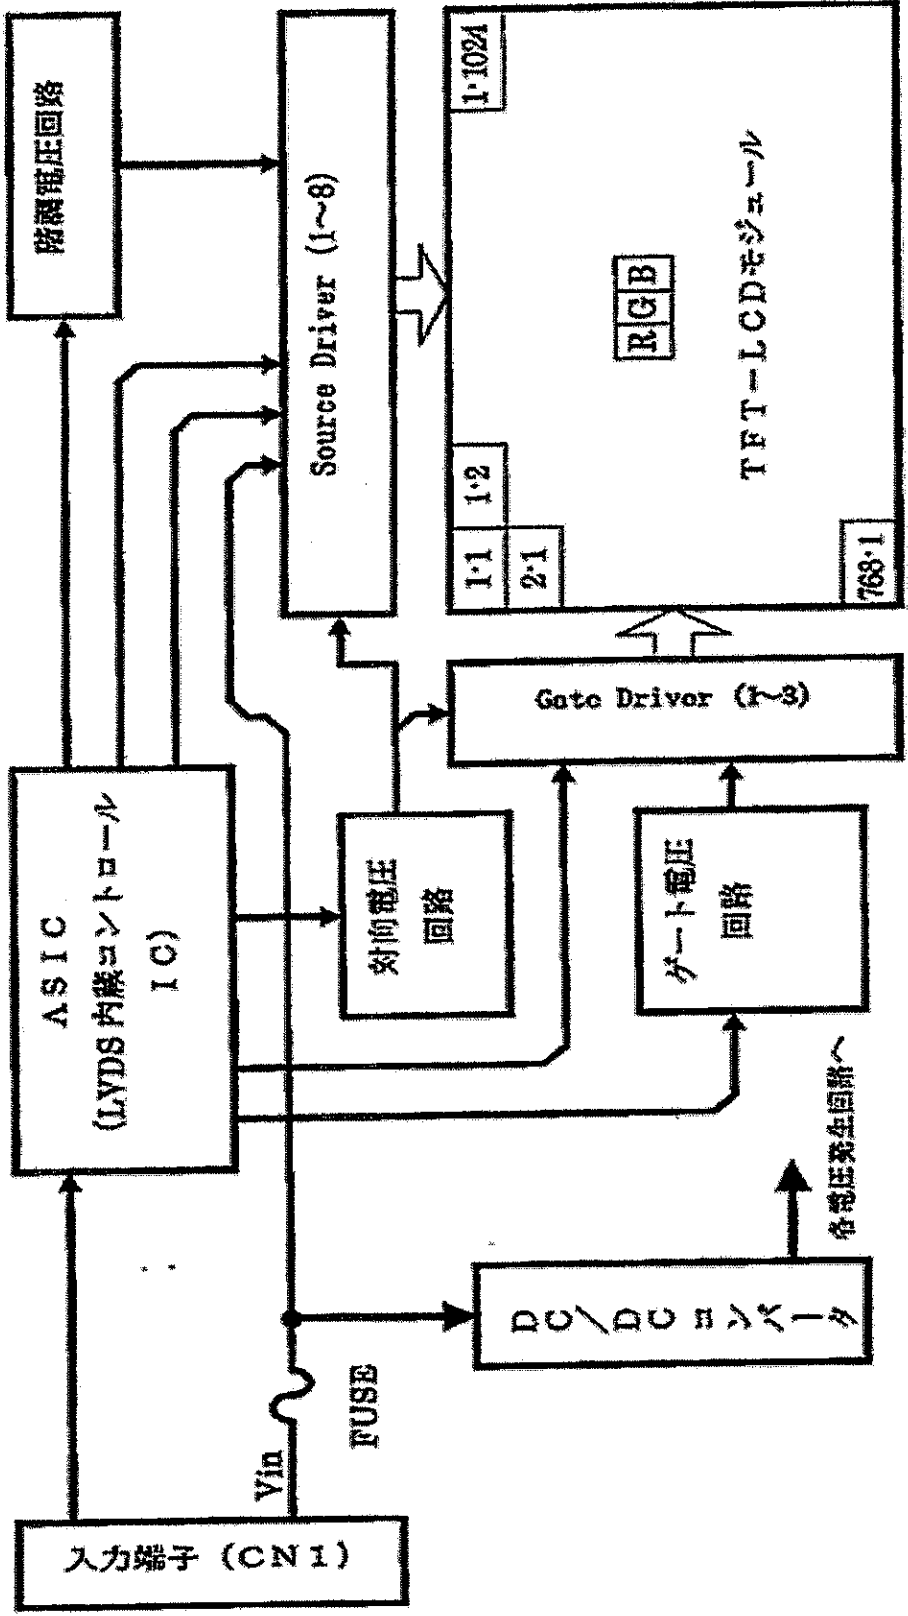 入力端子 (CN1)
Vin
FUSE
ASIC
(LVDS内蔵コントロール
IC)
DC/DCコンバータ
各電圧発生回路へ
対向電圧
回路
ゲート電圧
回路
階調電圧回路
Source Driver (1～8)
Gate Driver (1～3)
1・1
1・2
1・1024
2・1
R G B
TFT－LCDモジュール
768・1